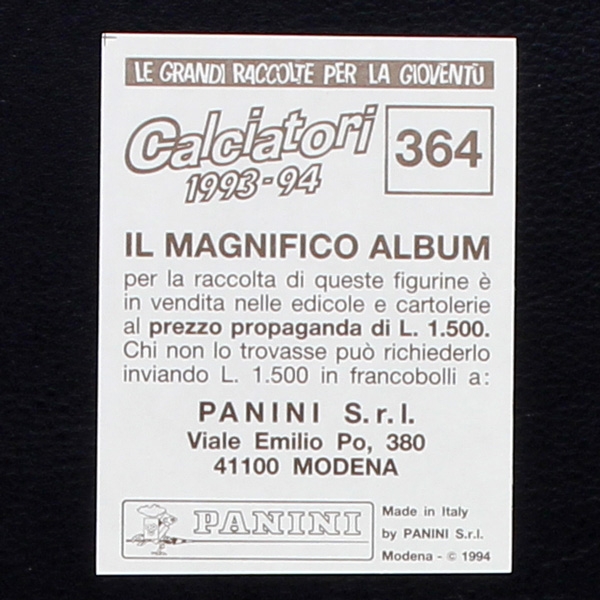 LE GRANDI RACCOLTE PER LA GIOVENTÙ
Calciatori
1993-94
364
IL MAGNIFICO ALBUM
per la raccolta di queste figurine è
in vendita nelle edicole e cartolerie
al prezzo propaganda di L. 1.500.
Chi non lo trovasse può richiederlo
inviando L. 1.500 in francobolli a:
PANINI S.r.l.
Viale Emilio Po, 380
41100 MODENA
PANINI
Made in Italy
by PANINI S.r.l.
Modena - © 1994